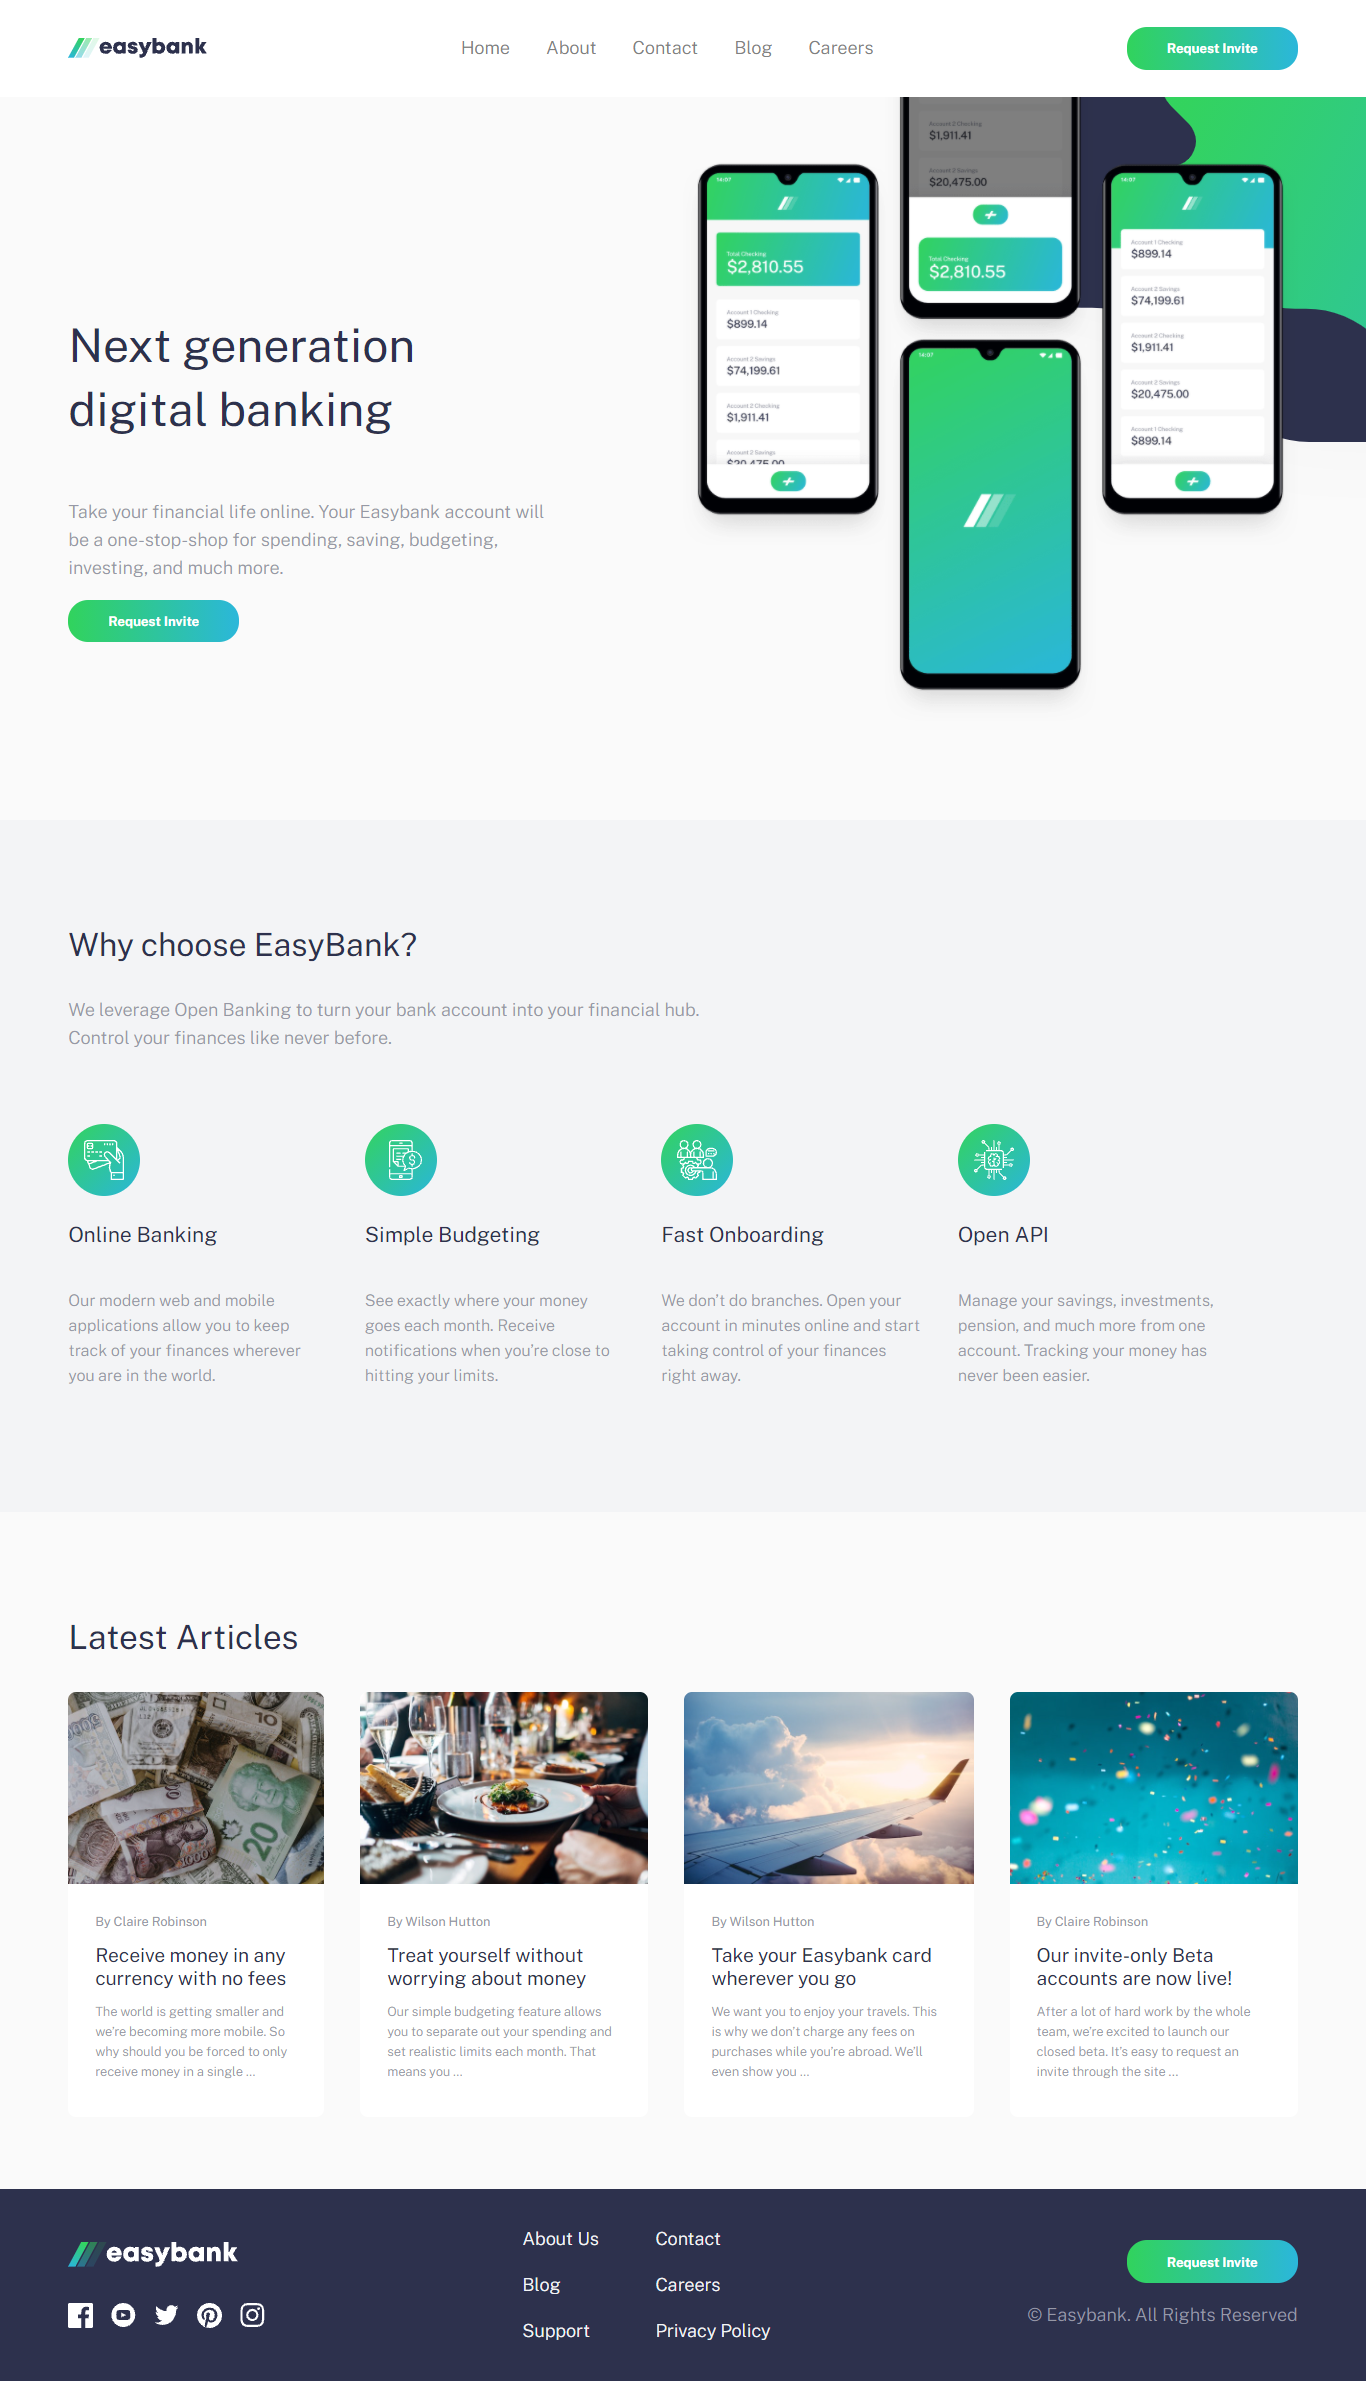 easybank
Home
About
Contact
Blog
Careers
Request Invite
Next generation
digital banking
Take your financial life online. Your Easybank account will
be a one-stop-shop for spending, saving, budgeting,
investing, and much more.
Request Invite
14:07
Total Checking
$2,810.55
Account 1 Checking
$899.14
Account 2 Savings
$74,199.61
Account 2 Checking
$1,911.41
Account 2 Savings
$20,475.00
Account 2 Checking
$1,911.41
Account 2 Savings
$20,475.00
Total Checking
$2,810.55
14:07
14:07
Account 1 Checking
$899.14
Account 2 Savings
$74,199.61
Account 2 Checking
$1,911.41
Account 2 Savings
$20,475.00
Account 1 Checking
$899.14
Why choose EasyBank?
We leverage Open Banking to turn your bank account into your financial hub.
Control your finances like never before.
Online Banking
Our modern web and mobile
applications allow you to keep
track of your finances wherever
you are in the world.
Simple Budgeting
See exactly where your money
goes each month. Receive
notifications when you're close to
hitting your limits.
Fast Onboarding
We don't do branches. Open your
account in minutes online and start
taking control of your finances
right away.
Open API
Manage your savings, investments,
pension, and much more from one
account. Tracking your money has
never been easier.
Latest Articles
10
20
1000
By Claire Robinson
Receive money in any
currency with no fees
The world is getting smaller and
we're becoming more mobile. So
why should you be forced to only
receive money in a single ...
By Wilson Hutton
Treat yourself without
worrying about money
Our simple budgeting feature allows
you to separate out your spending and
set realistic limits each month. That
means you ...
By Wilson Hutton
Take your Easybank card
wherever you go
We want you to enjoy your travels. This
is why we don't charge any fees on
purchases while you're abroad. We'll
even show you ...
By Claire Robinson
Our invite-only Beta
accounts are now live!
After a lot of hard work by the whole
team, we're excited to launch our
closed beta. It's easy to request an
invite through the site ...
easybank
About Us
Blog
Support
Contact
Careers
Privacy Policy
Request Invite
© Easybank. All Rights Reserved